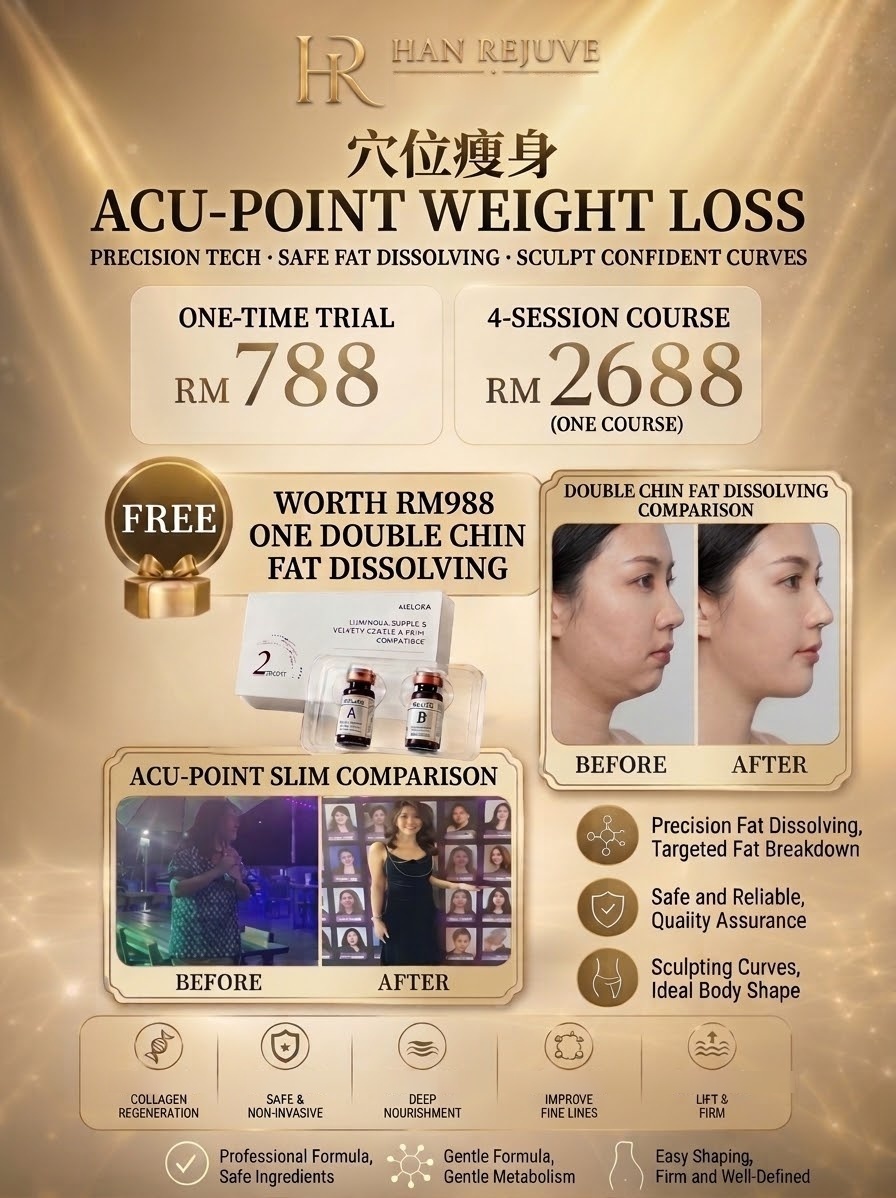 HR HAN REJUVE
穴位瘦身
ACU-POINT WEIGHT LOSS
PRECISION TECH · SAFE FAT DISSOLVING · SCULPT CONFIDENT CURVES
ONE-TIME TRIAL
RM788
4-SESSION COURSE
RM2688
(ONE COURSE)
FREE
WORTH RM988
ONE DOUBLE CHIN
FAT DISSOLVING
DOUBLE CHIN FAT DISSOLVING
COMPARISON
BEFORE AFTER
2
A
B
ACU-POINT SLIM COMPARISON
BEFORE AFTER
Precision Fat Dissolving,
Targeted Fat Breakdown
Safe and Reliable,
Quaiity Assurance
Sculpting Curves,
Ideal Body Shape
COLLAGEN
REGENERATION
SAFE &
NON-INVASIVE
DEEP
NOURISHMENT
IMPROVE
FINE LINES
LIFT &
FIRM
Professional Formula,
Safe Ingredients
Gentle Formula,
Gentle Metabolism
Easy Shaping,
Firm and Well-Defined